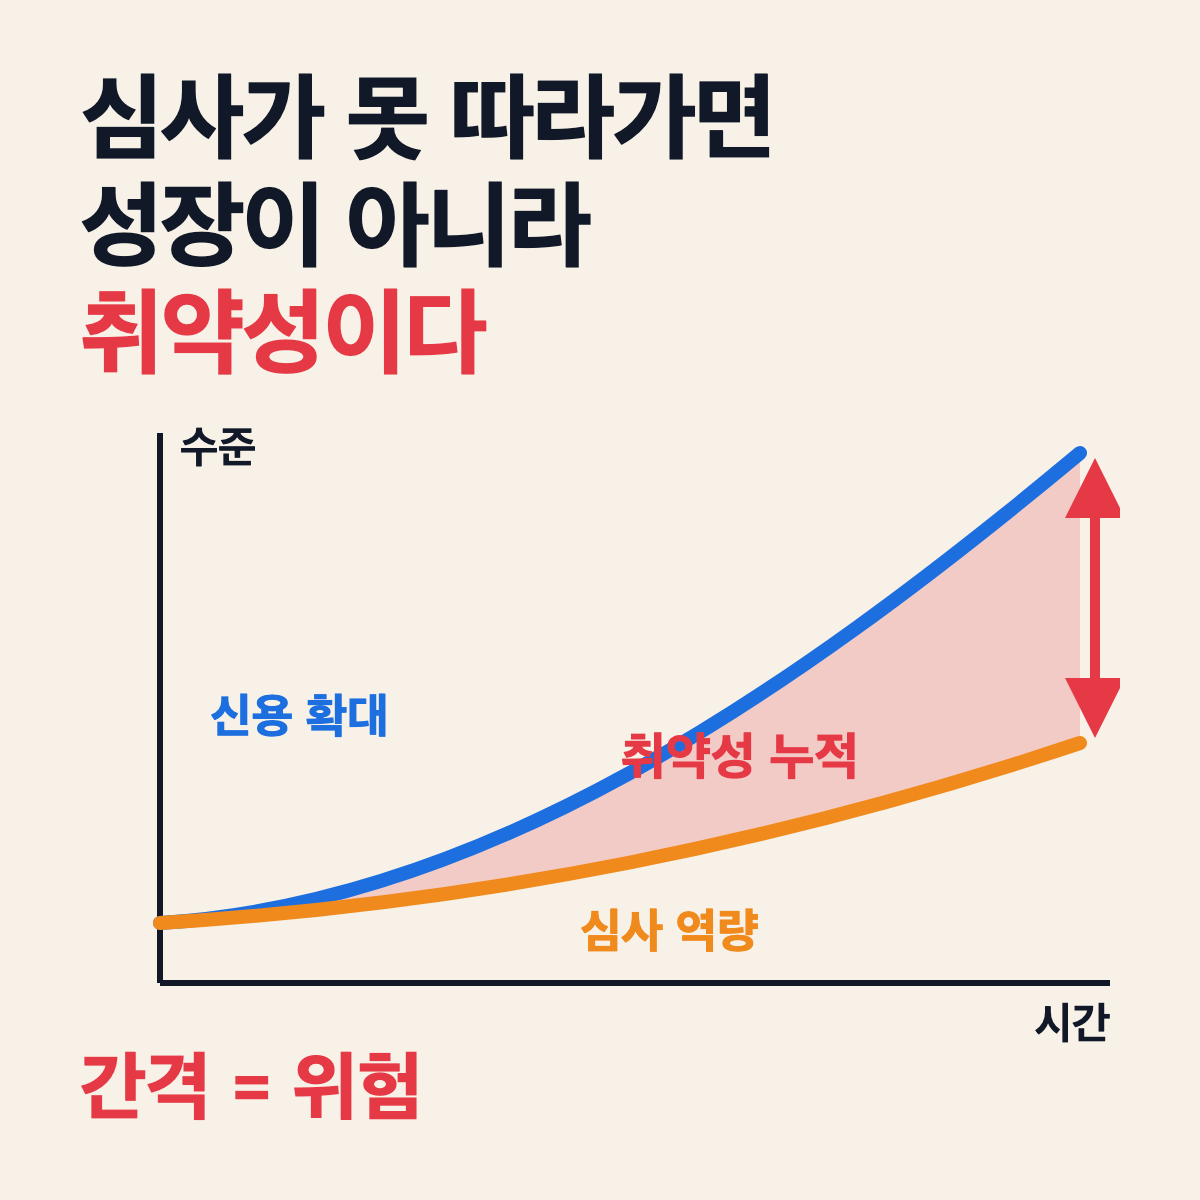 심사가 못 따라가면
성장이 아니라
취약성이다
수준
신용 확대
취약성 누적
심사 역량
시간
간격 = 위험